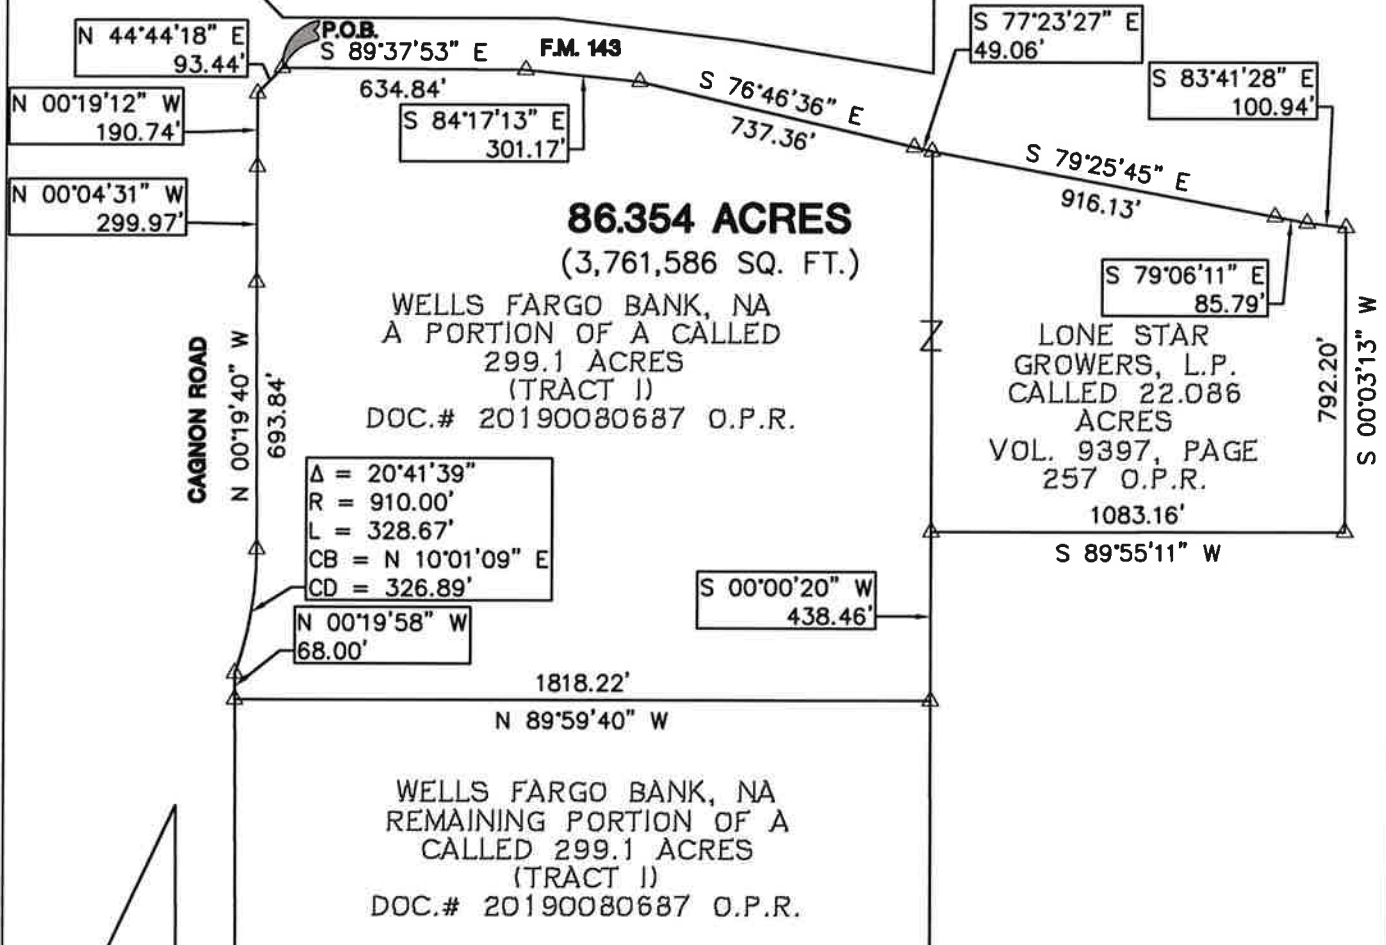 N 44°44'18" E
93.44'
P.O.B.
S 89°37'53" E
634.84'
F.M. 143
S 77°23'27" E
49.06'
S 83°41'28" E
100.94'
N 00°19'12" W
190.74'
S 84°17'13" E
301.17'
S 76°46'36" E
737.36'
S 79°25'45" E
916.13'
N 00°04'31" W
299.97'
86.354 ACRES
(3,761,586 SQ. FT.)
S 79°06'11" E
85.79'
WELLS FARGO BANK, NA
A PORTION OF A CALLED
299.1 ACRES
(TRACT I)
DOC.# 20190080687 O.P.R.
Z
LONE STAR
GROWERS, L.P.
CALLED 22.086
ACRES
VOL. 9397, PAGE
257 O.P.R.
792.20'
S 00°03'13" W
CAGNON ROAD
N 00°19'40" W
693.84'
Δ = 20°41'39"
R = 910.00'
L = 328.67'
CB = N 10°01'09" E
CD = 326.89'
1083.16'
S 89°55'11" W
S 00°00'20" W
438.46'
N 00°19'58" W
68.00'
1818.22'
N 89°59'40" W
WELLS FARGO BANK, NA
REMAINING PORTION OF A
CALLED 299.1 ACRES
(TRACT I)
DOC.# 20190080687 O.P.R.